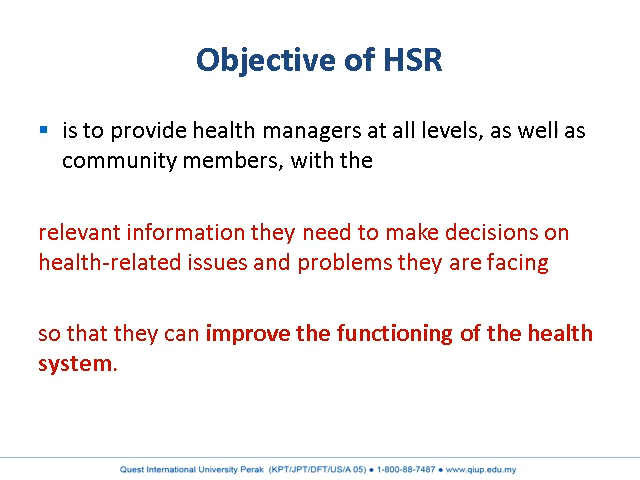 Objective of HSR
▪ is to provide health managers at all levels, as well as
community members, with the
relevant information they need to make decisions on
health-related issues and problems they are facing
so that they can improve the functioning of the health
system.
Quest International University Perak (KPT/JPT/DFT/US/A 05) ● 1-800-88-7487 ● www.qiup.edu.my